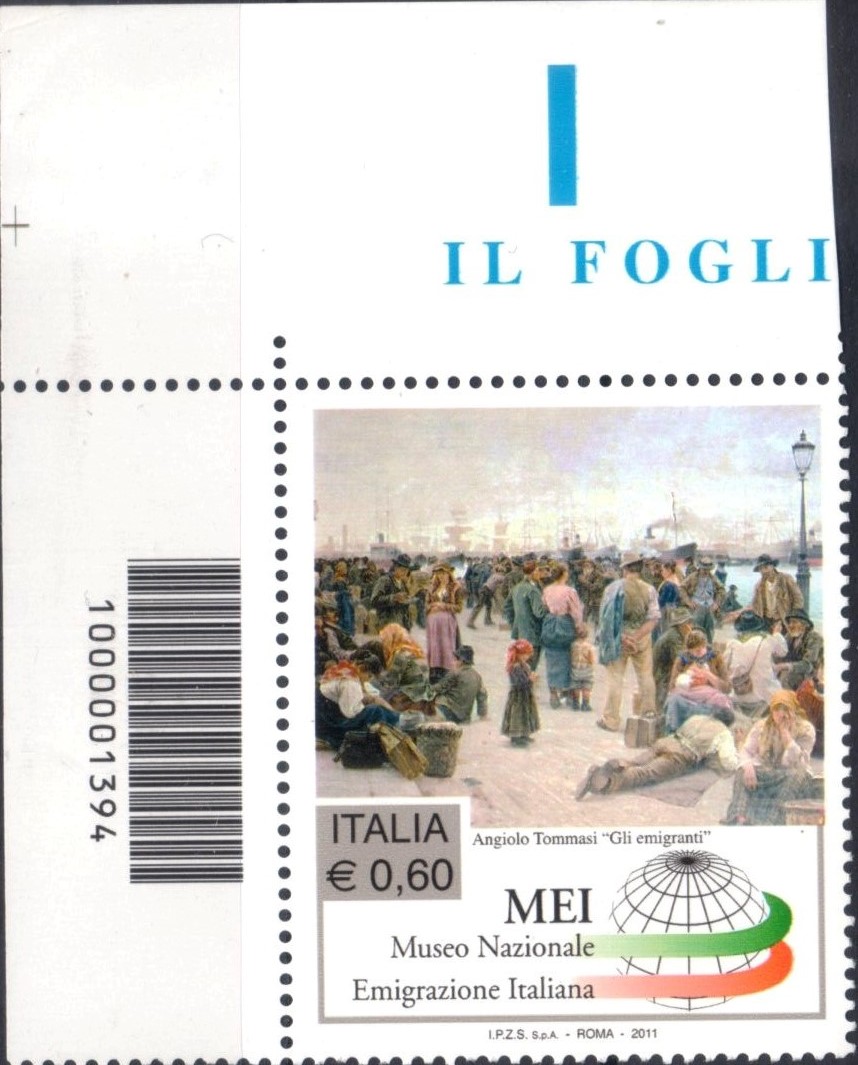 IL FOGLI
1000001394
ITALIA
€ 0,60
Angiolo Tommasi “Gli emigranti”
MEI
Museo Nazionale
Emigrazione Italiana
I.P.Z.S. S.p.A. - ROMA - 2011